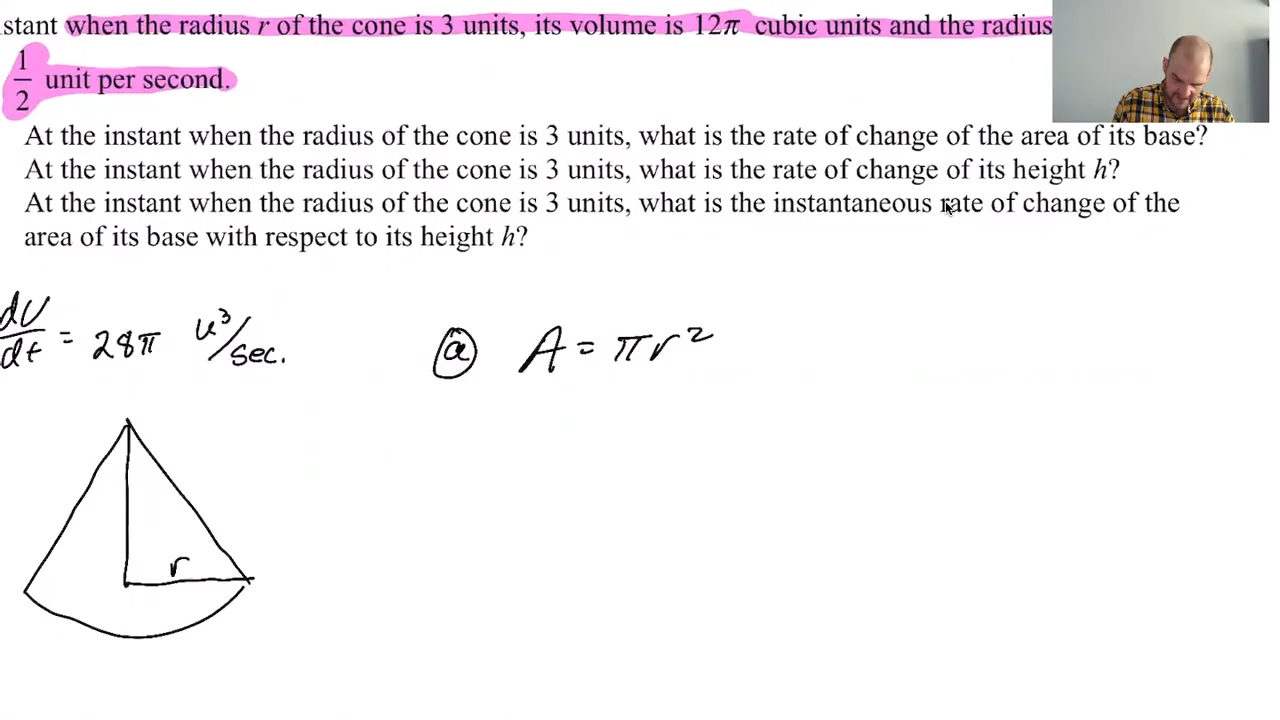 stant when the radius r of the cone is 3 units, its volume is 12π cubic units and the radius
1/2 unit per second.
At the instant when the radius of the cone is 3 units, what is the rate of change of the area of its base?
At the instant when the radius of the cone is 3 units, what is the rate of change of its height h?
At the instant when the radius of the cone is 3 units, what is the instantaneous rate of change of the
area of its base with respect to its height h?
dV/dt = 28π u³/sec.
ⓐ A = πr²
r